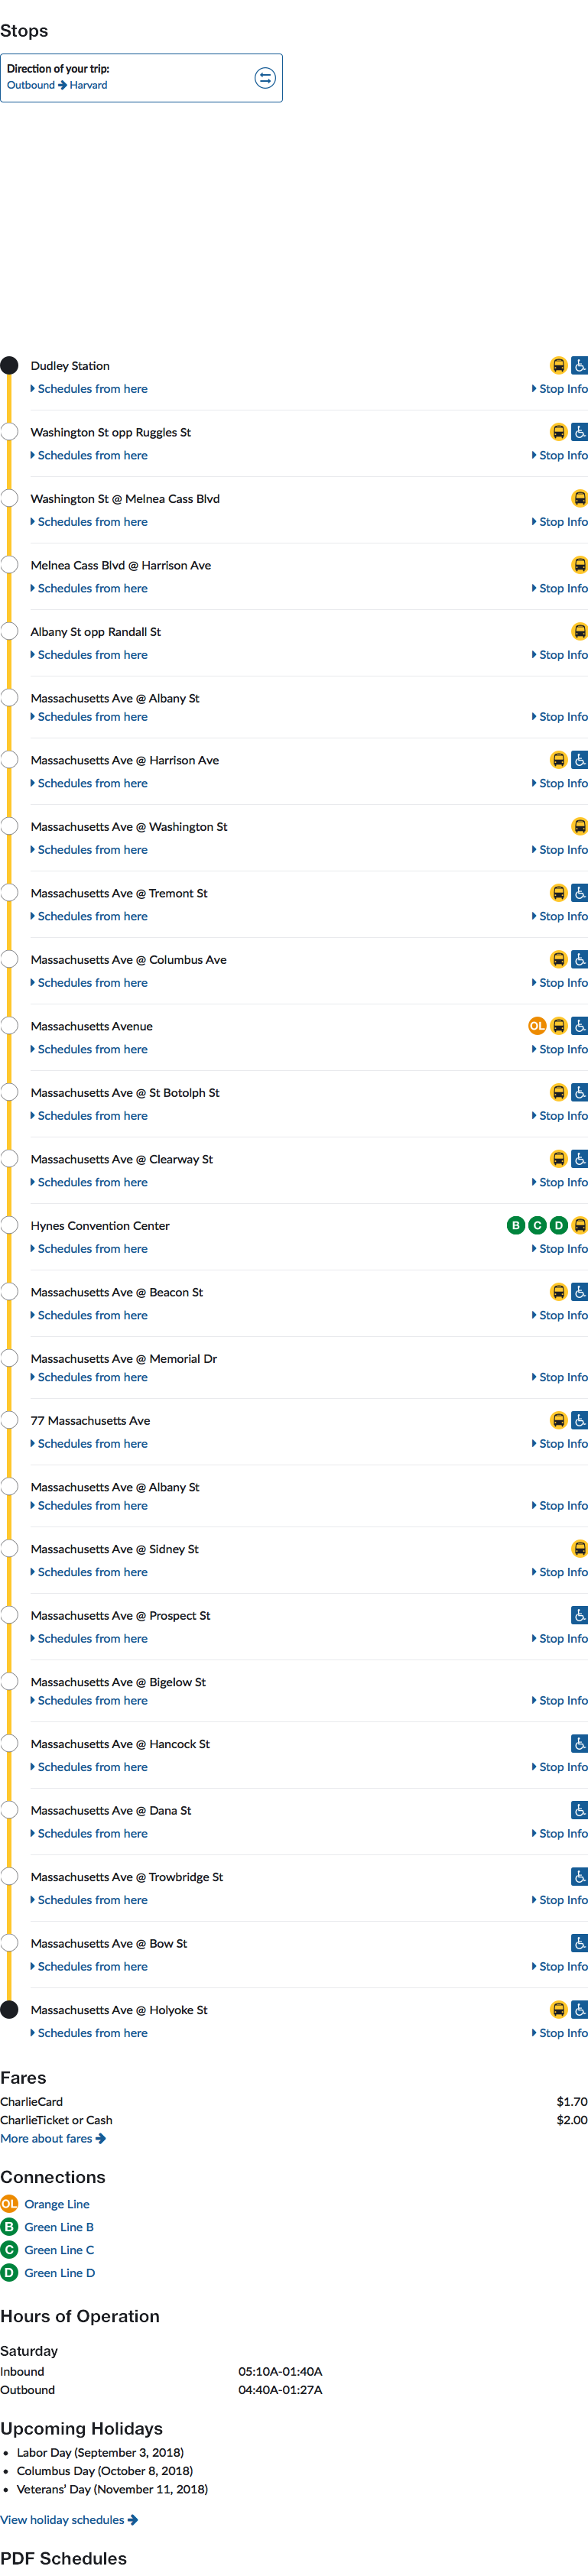 Stops
Direction of your trip:
Outbound Harvard
Dudley Station
Schedules from here Stop Info
Washington St opp Ruggles St
Schedules from here Stop Info
Washington St @ Melnea Cass Blvd
Schedules from here Stop Info
Melnea Cass Blvd @ Harrison Ave
Schedules from here Stop Info
Albany St opp Randall St
Schedules from here Stop Info
Massachusetts Ave @ Albany St
Schedules from here Stop Info
Massachusetts Ave @ Harrison Ave
Schedules from here Stop Info
Massachusetts Ave @ Washington St
Schedules from here Stop Info
Massachusetts Ave @ Tremont St
Schedules from here Stop Info
Massachusetts Ave @ Columbus Ave
Schedules from here Stop Info
Massachusetts Avenue OL
Schedules from here Stop Info
Massachusetts Ave @ St Botolph St
Schedules from here Stop Info
Massachusetts Ave @ Clearway St
Schedules from here Stop Info
Hynes Convention Center B C D
Schedules from here Stop Info
Massachusetts Ave @ Beacon St
Schedules from here Stop Info
Massachusetts Ave @ Memorial Dr
Schedules from here Stop Info
77 Massachusetts Ave
Schedules from here Stop Info
Massachusetts Ave @ Albany St
Schedules from here Stop Info
Massachusetts Ave @ Sidney St
Schedules from here Stop Info
Massachusetts Ave @ Prospect St
Schedules from here Stop Info
Massachusetts Ave @ Bigelow St
Schedules from here Stop Info
Massachusetts Ave @ Hancock St
Schedules from here Stop Info
Massachusetts Ave @ Dana St
Schedules from here Stop Info
Massachusetts Ave @ Trowbridge St
Schedules from here Stop Info
Massachusetts Ave @ Bow St
Schedules from here Stop Info
Massachusetts Ave @ Holyoke St
Schedules from here Stop Info
Fares
CharlieCard $1.70
CharlieTicket or Cash $2.00
More about fares
Connections
OL Orange Line
B Green Line B
C Green Line C
D Green Line D
Hours of Operation
Saturday
Inbound 05:10A-01:40A
Outbound 04:40A-01:27A
Upcoming Holidays
• Labor Day (September 3, 2018)
• Columbus Day (October 8, 2018)
• Veterans’ Day (November 11, 2018)
View holiday schedules
PDF Schedules